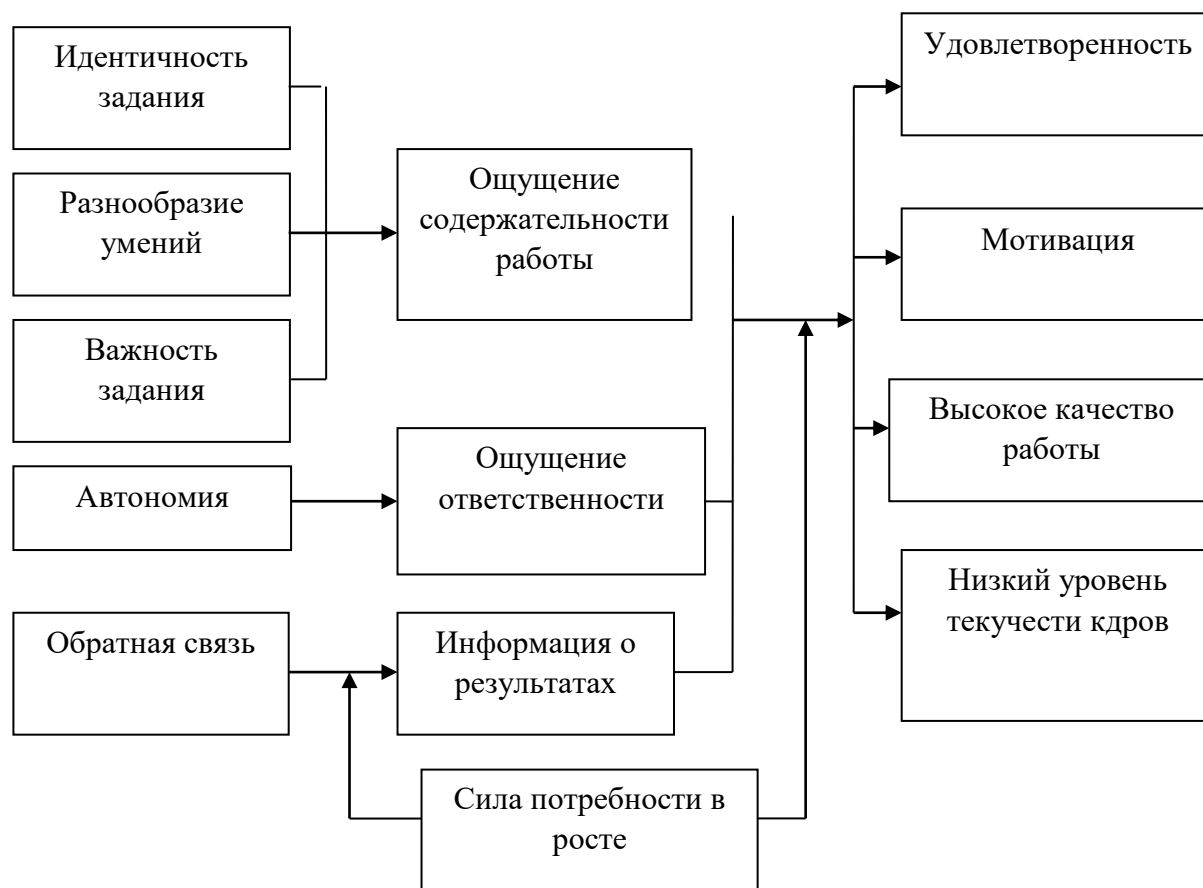 Идентичность
задания
Разнообразие
умений
Важность
задания
Автономия
Обратная связь
Ощущение
содержательности
работы
Ощущение
ответственности
Информация о
результатах
Сила потребности в
росте
Удовлетворенность
Мотивация
Высокое качество
работы
Низкий уровень
текучести кдров